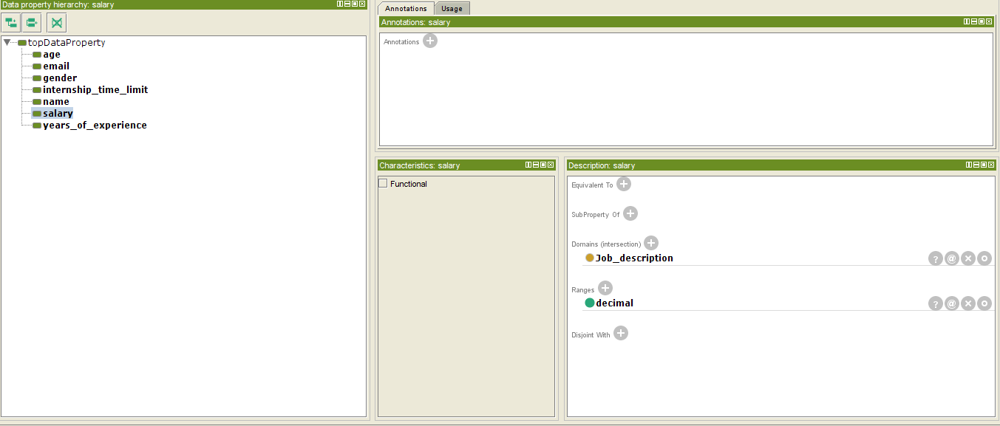 Data property hierarchy: salary
topDataProperty
age
email
gender
internship_time_limit
name
salary
years_of_experience
Annotations Usage
Annotations: salary
Annotations
Characteristics: salary
Functional
Description: salary
Equivalent To
SubProperty Of
Domains (intersection)
Job_description
Ranges
decimal
Disjoint With